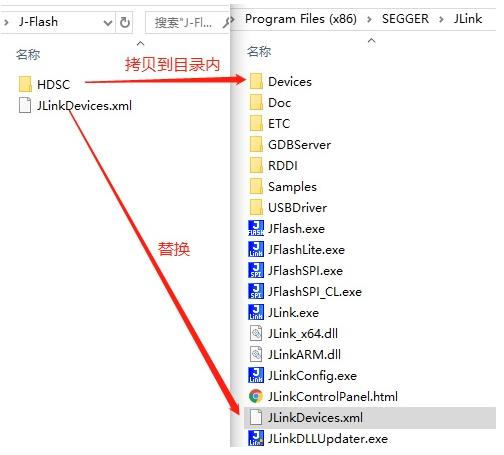 J-Flash
搜索"J-Fl...
名称
HDSC
JLinkDevices.xml
拷贝到目录内
替换
Program Files (x86) > SEGGER > JLink
名称
Devices
Doc
ETC
GDBServer
RDDI
Samples
USBDriver
JFlash.exe
JFlashLite.exe
JFlashSPI.exe
JFlashSPI_CL.exe
JLink.exe
JLink_x64.dll
JLinkARM.dll
JLinkConfig.exe
JLinkControlPanel.html
JLinkDevices.xml
JLinkDLLUpdater.exe